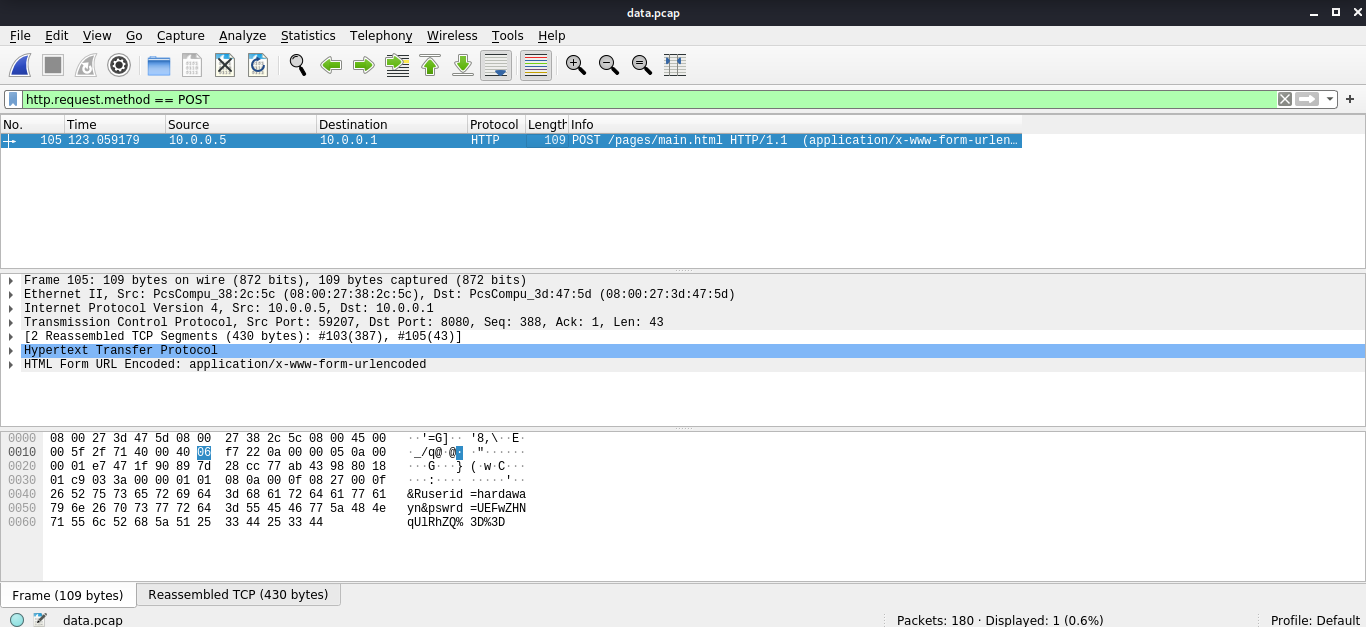 data.pcap
File Edit View Go Capture Analyze Statistics Telephony Wireless Tools Help
http.request.method == POST
No. Time Source Destination Protocol Length Info
105 123.059179 10.0.0.5 10.0.0.1 HTTP 109 POST /pages/main.html HTTP/1.1 (application/x-www-form-urlen…
Frame 105: 109 bytes on wire (872 bits), 109 bytes captured (872 bits)
Ethernet II, Src: PcsCompu_38:2c:5c (08:00:27:38:2c:5c), Dst: PcsCompu_3d:47:5d (08:00:27:3d:47:5d)
Internet Protocol Version 4, Src: 10.0.0.5, Dst: 10.0.0.1
Transmission Control Protocol, Src Port: 59207, Dst Port: 8080, Seq: 388, Ack: 1, Len: 43
[2 Reassembled TCP Segments (430 bytes): #103(387), #105(43)]
Hypertext Transfer Protocol
HTML Form URL Encoded: application/x-www-form-urlencoded
0000 08 00 27 3d 47 5d 08 00 27 38 2c 5c 08 00 45 00 ··'=G]·· '8,\··E·
0010 00 5f 2f 71 40 00 40 06 f7 22 0a 00 00 05 0a 00 ·_/q@·@· ·"······
0020 00 01 e7 47 1f 90 89 7d 28 cc 77 ab 43 98 80 18 ···G···} (·w·C···
0030 01 c9 03 3a 00 00 01 01 08 0a 00 0f 08 27 00 0f ···:···· ·····'··
0040 26 52 75 73 65 72 69 64 3d 68 61 72 64 61 77 61 &Ruserid =hardawa
0050 79 6e 26 70 73 77 72 64 3d 55 45 46 77 5a 48 4e yn&pswrd =UEFwZHN
0060 71 55 6c 52 68 5a 51 25 33 44 25 33 44 qUlRhZQ% 3D%3D
Frame (109 bytes) Reassembled TCP (430 bytes)
data.pcap Packets: 180 · Displayed: 1 (0.6%) Profile: Default